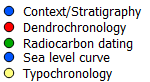 Context/Stratigraphy
Dendrochronology
Radiocarbon dating
Sea level curve
Typochronology